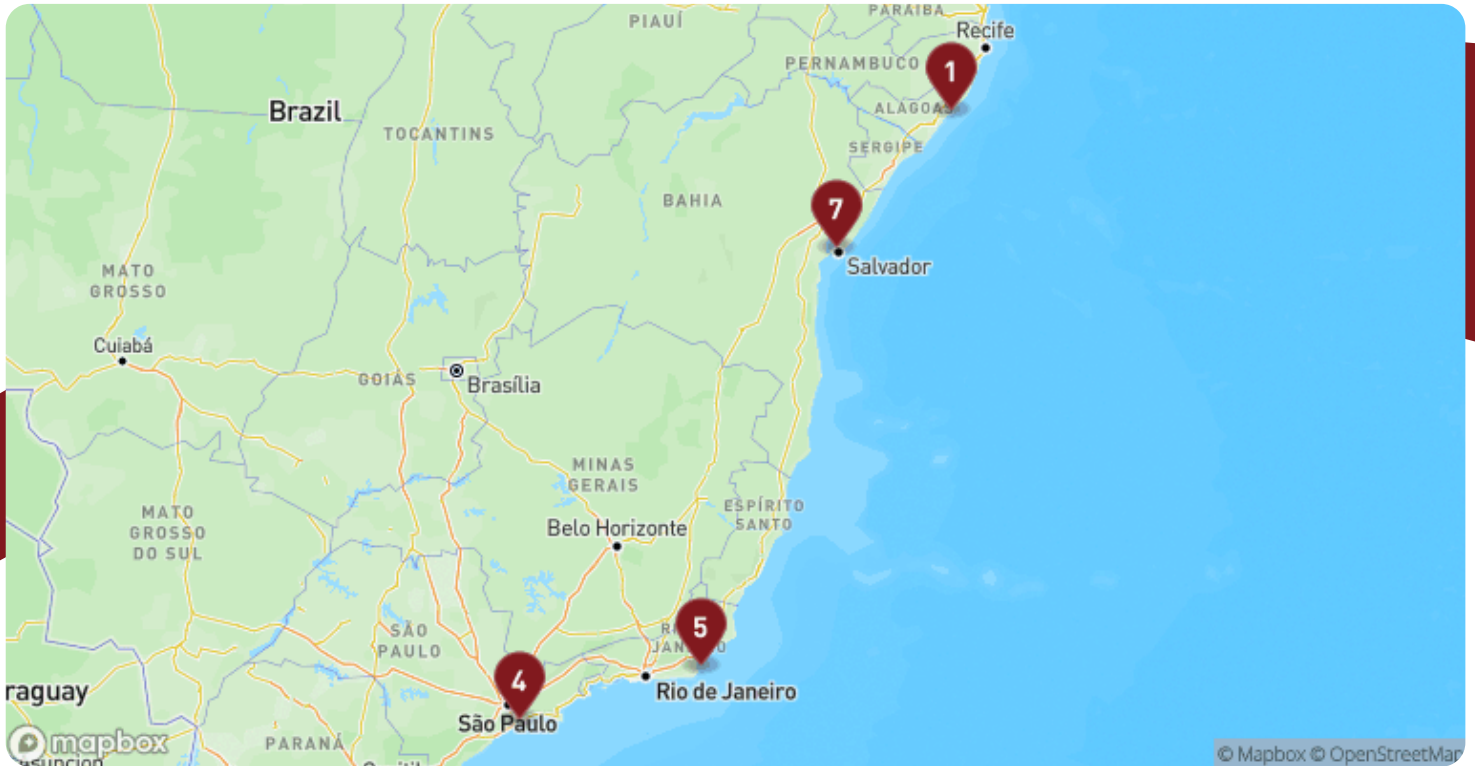 PARAÍBA
PIAUÍ
Recife
PERNAMBUCO
1
Brazil
ALAGOAS
TOCANTINS
SERGIPE
BAHIA
7
Salvador
MATO
GROSSO
Cuiabá
GOIÁS
Brasília
MINAS
GERAIS
MATO
GROSSO
DO SUL
ESPÍRITO
SANTO
Belo Horizonte
SÃO
PAULO
5
4
raguay
Rio de Janeiro
São Paulo
PARANÁ
mapbox
© Mapbox © OpenStreetMap